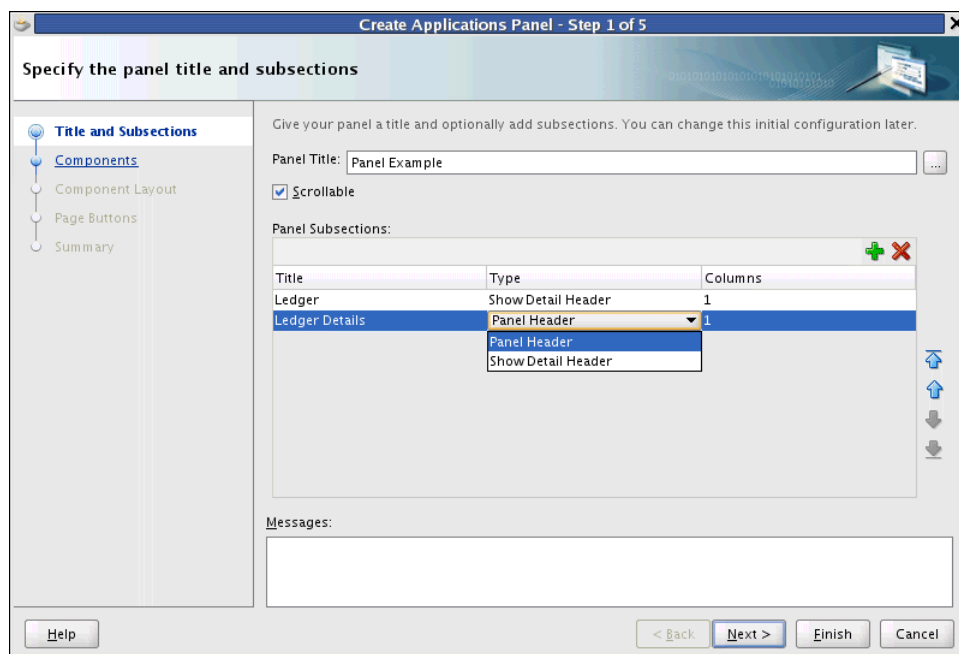 Create Applications Panel - Step 1 of 5
Specify the panel title and subsections
Title and Subsections
Components
Component Layout
Page Buttons
Summary
Give your panel a title and optionally add subsections. You can change this initial configuration later.
Panel Title: Panel Example ...
Scrollable
Panel Subsections:
Title Type Columns
Ledger Show Detail Header 1
Ledger Details Panel Header 1
Panel Header
Show Detail Header
Messages:
Help < Back Next > Finish Cancel